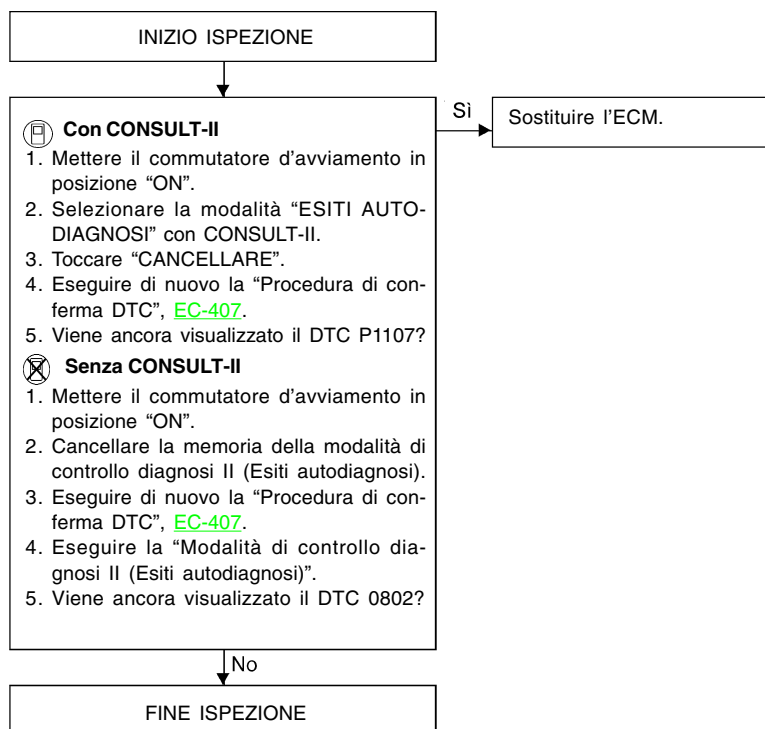 INIZIO ISPEZIONE
Con CONSULT-II
1. Mettere il commutatore d'avviamento in
posizione “ON”.
2. Selezionare la modalità “ESITI AUTO-
DIAGNOSI” con CONSULT-II.
3. Toccare “CANCELLARE”.
4. Eseguire di nuovo la “Procedura di con-
ferma DTC”, EC-407.
5. Viene ancora visualizzato il DTC P1107?
Senza CONSULT-II
1. Mettere il commutatore d'avviamento in
posizione “ON”.
2. Cancellare la memoria della modalità di
controllo diagnosi II (Esiti autodiagnosi).
3. Eseguire di nuovo la “Procedura di con-
ferma DTC”, EC-407.
4. Eseguire la “Modalità di controllo dia-
gnosi II (Esiti autodiagnosi)”.
5. Viene ancora visualizzato il DTC 0802?
Sì
Sostituire l'ECM.
No
FINE ISPEZIONE